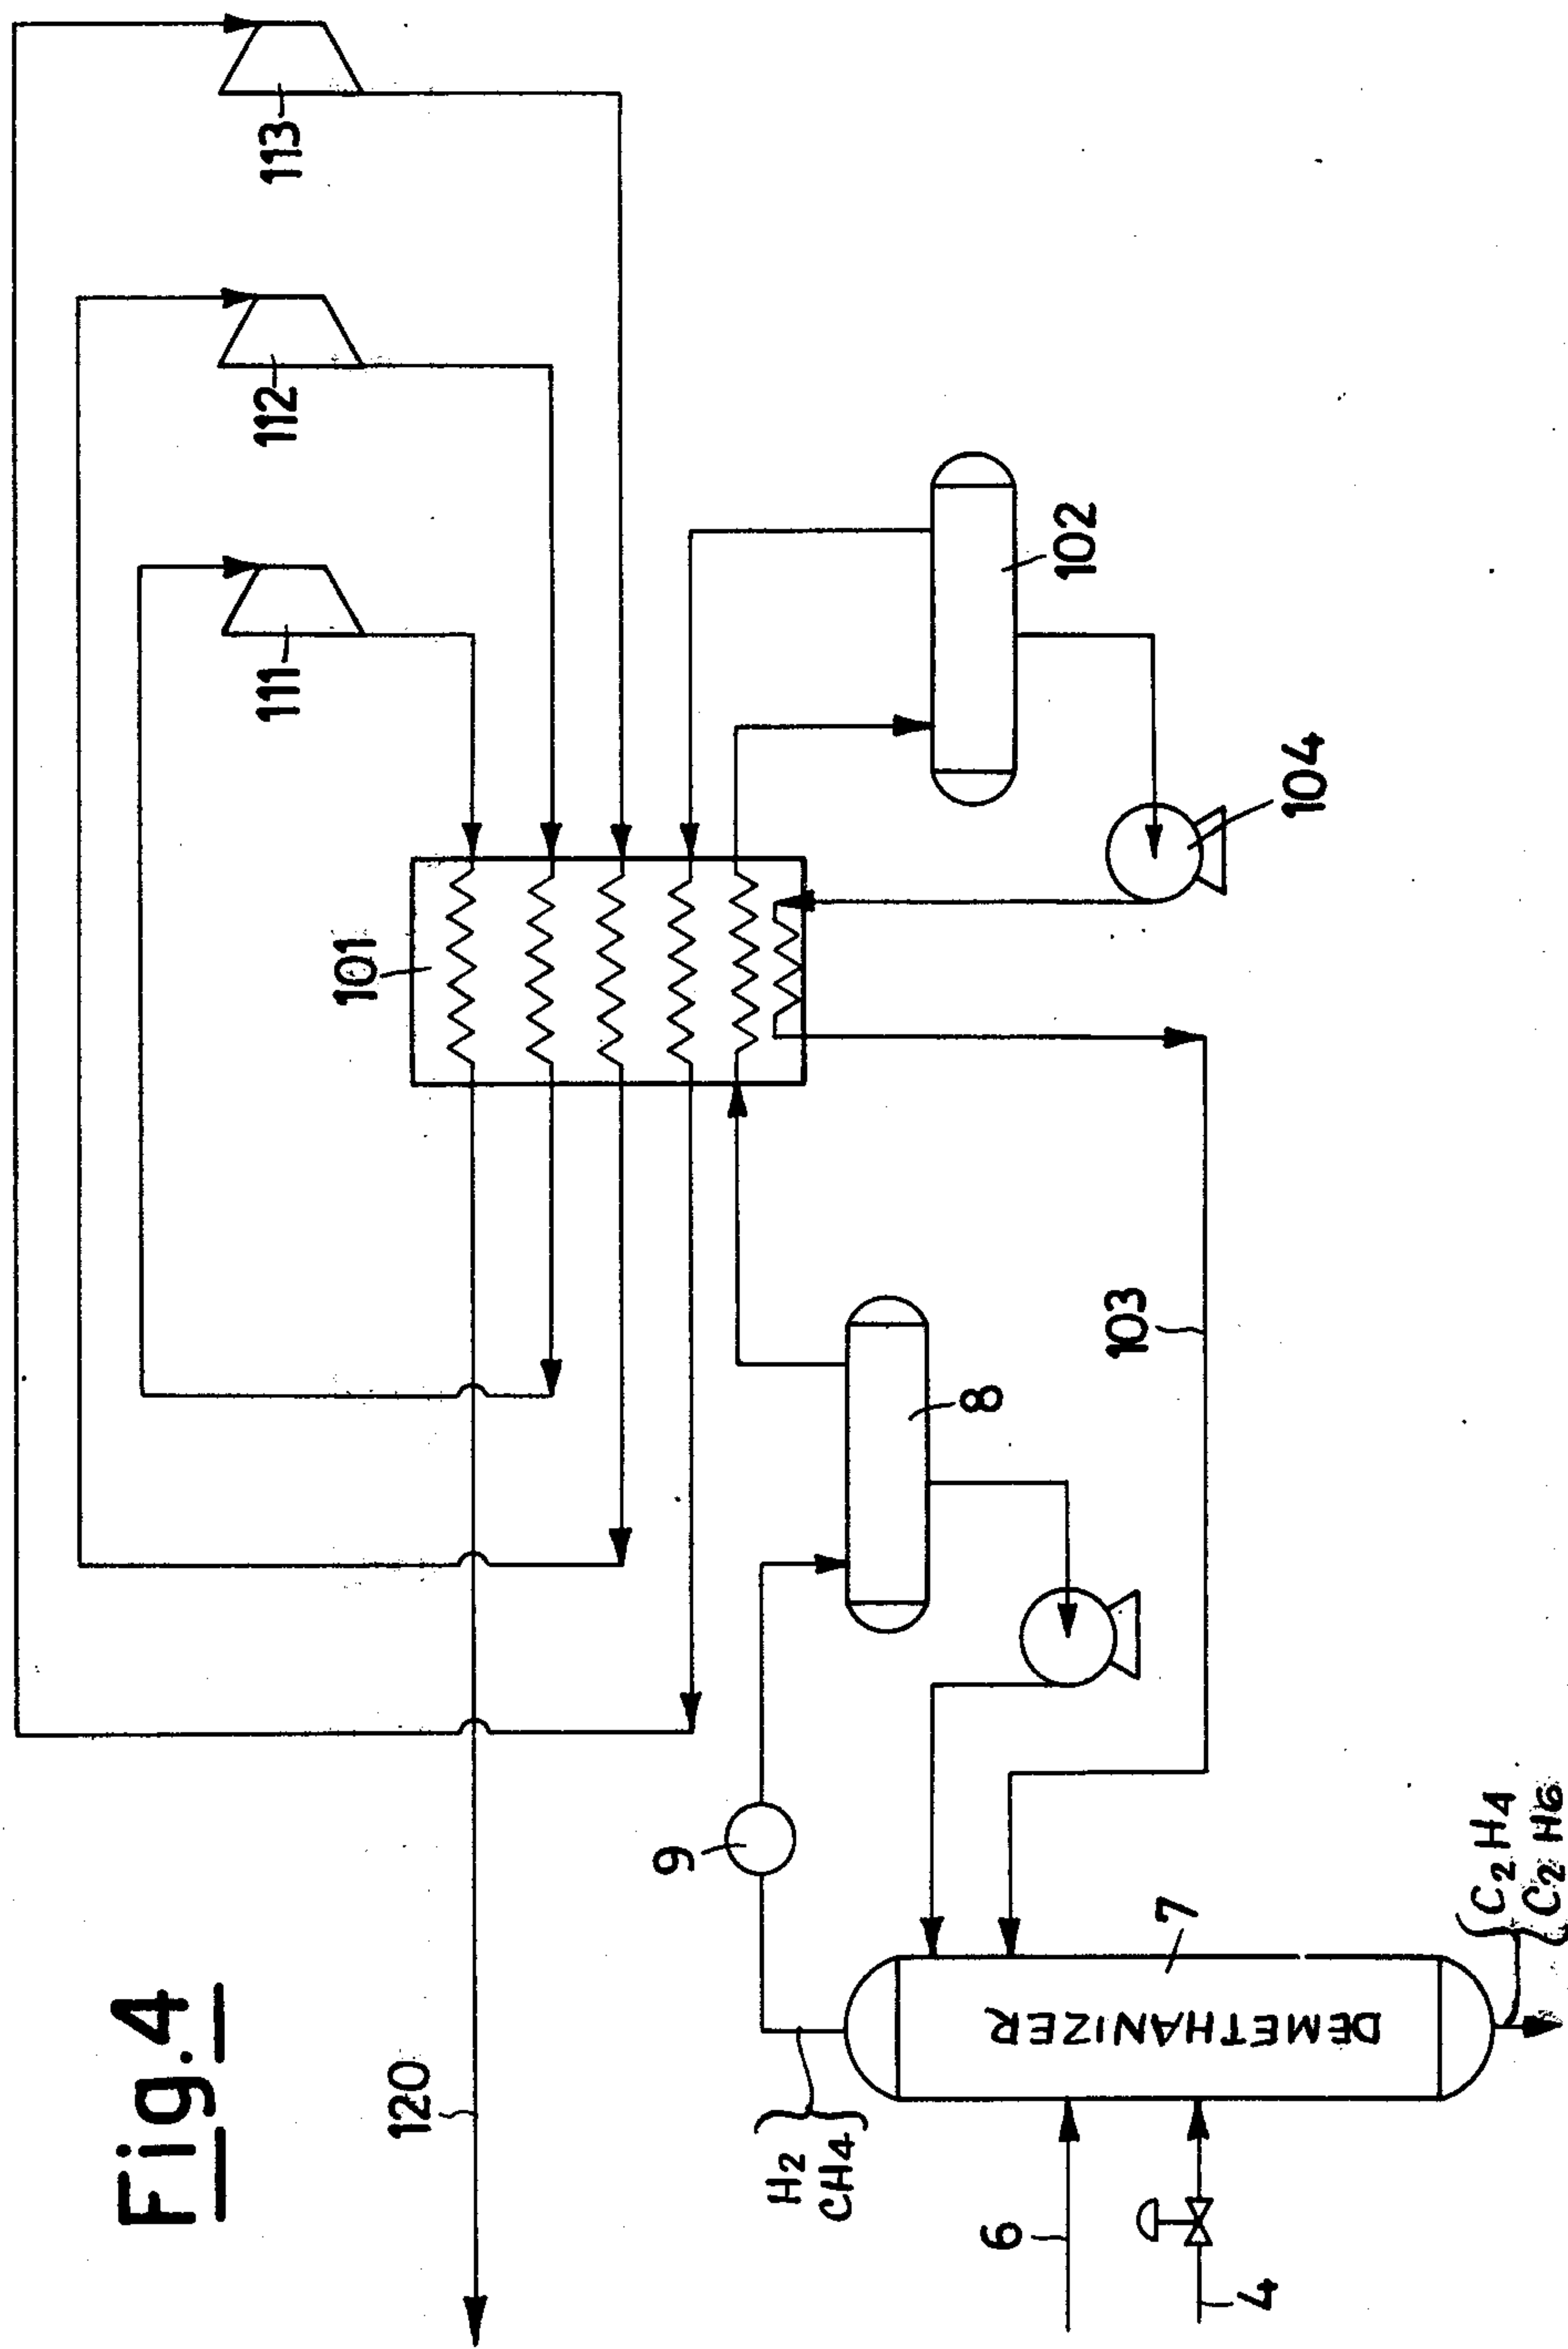 Fig.4
120
101
111
112
113
9
H2
CH4
6
4
7
DEMETHANIZER
8
103
102
104
C2H4
C2H6